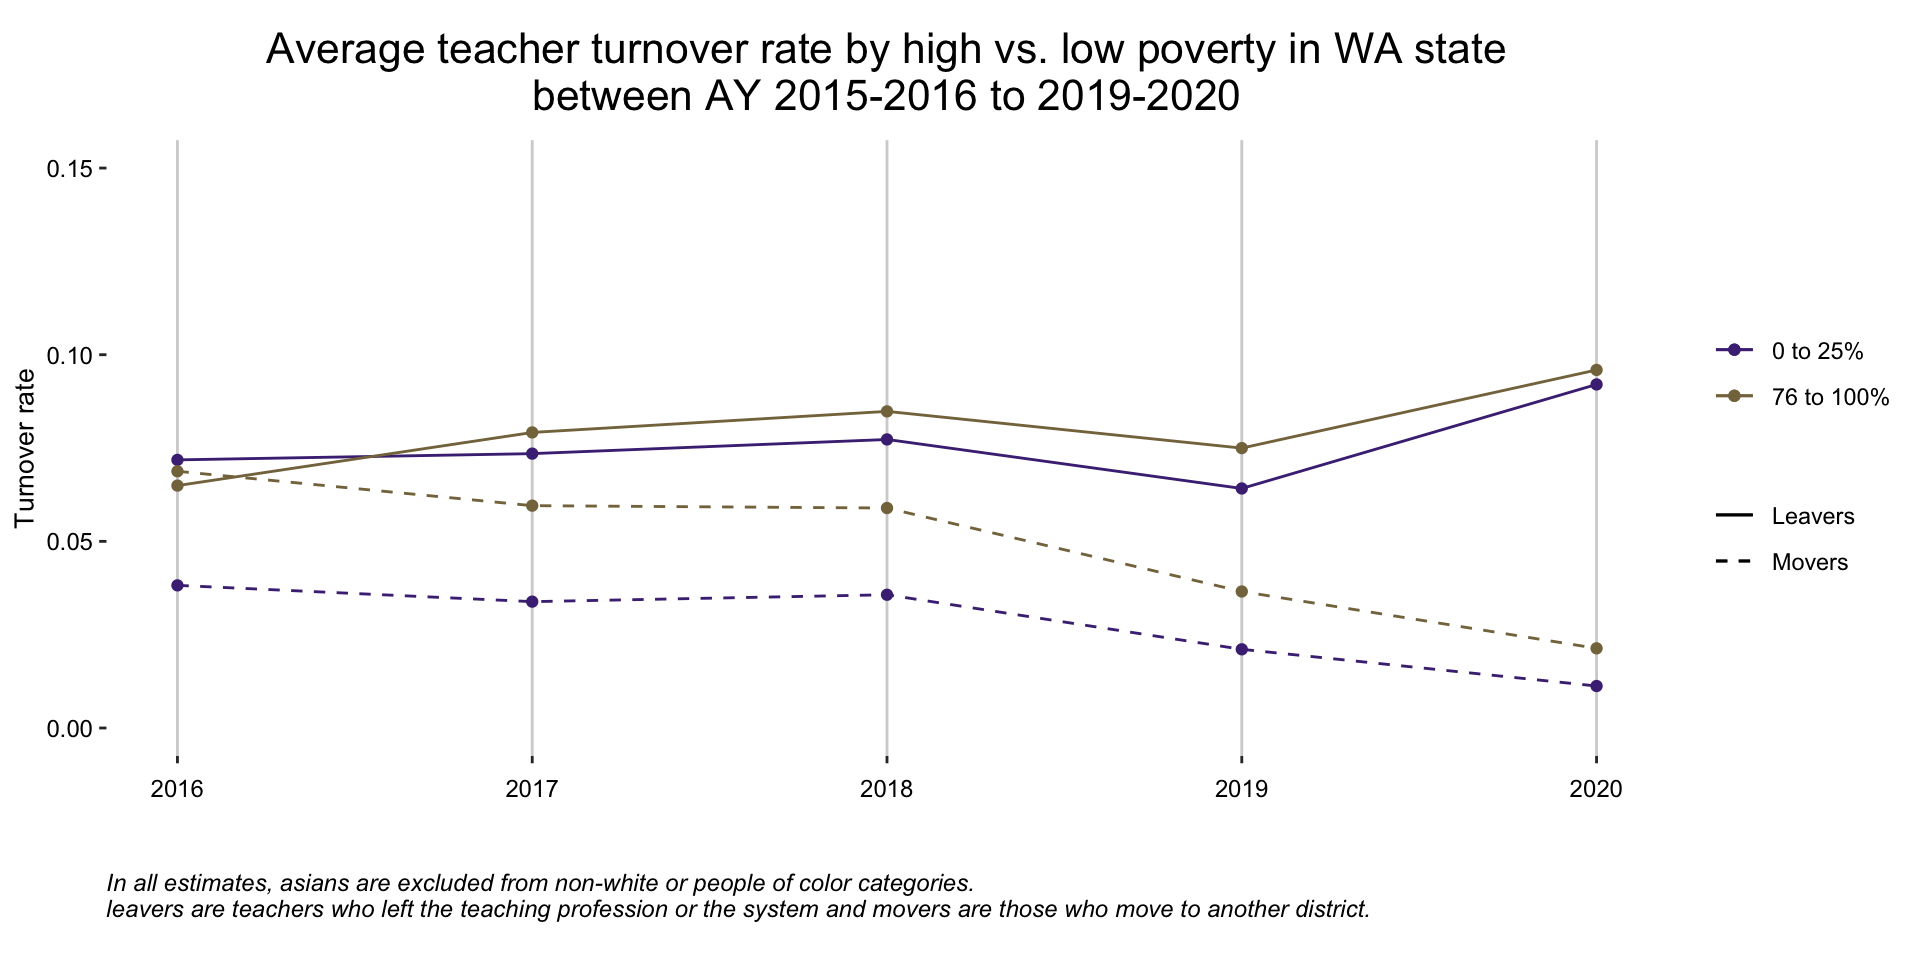 Average teacher turnover rate by high vs. low poverty in WA state
between AY 2015-2016 to 2019-2020
0.15
0.10
0.05
0.00
Turnover rate
2016
2017
2018
2019
2020
0 to 25%
76 to 100%
Leavers
Movers
In all estimates, asians are excluded from non-white or people of color categories.
leavers are teachers who left the teaching profession or the system and movers are those who move to another district.